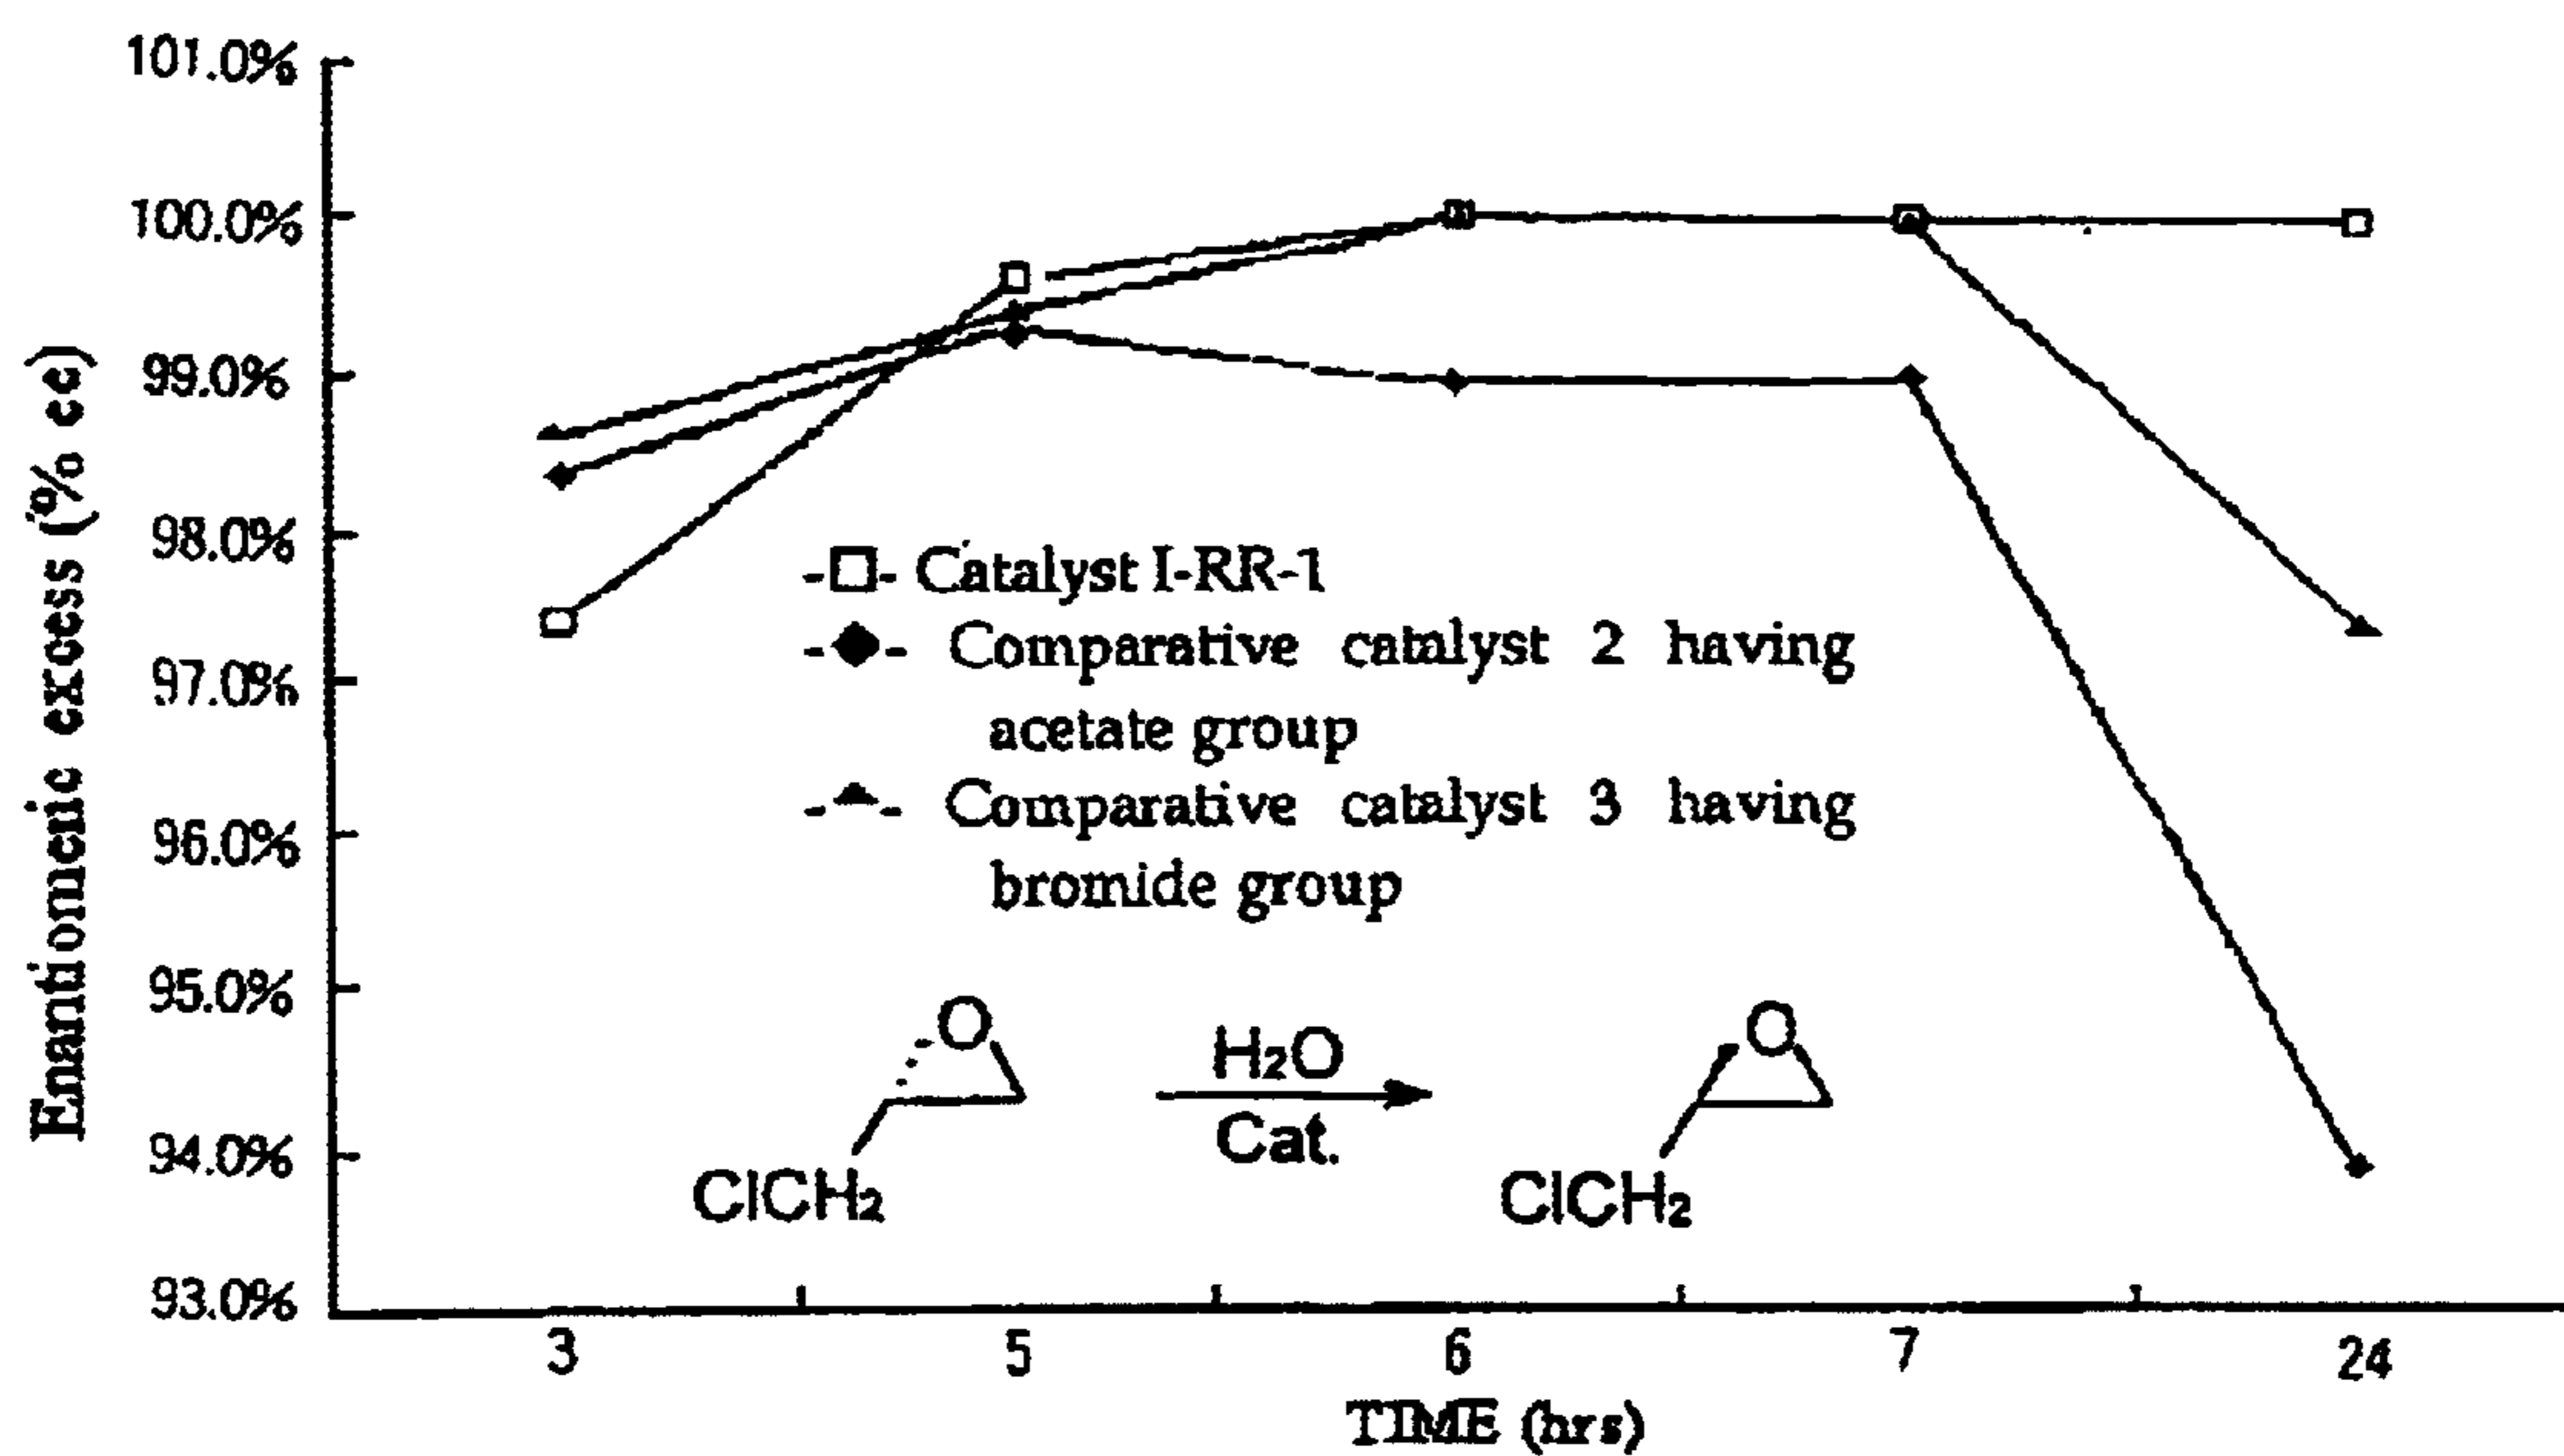 101.0%
100.0%
99.0%
98.0%
97.0%
96.0%
95.0%
94.0%
93.0%
Enantiomeric excess (% ee)
-□- Catalyst I-RR-1
-◆- Comparative catalyst 2 having
acetate group
-▲- Comparative catalyst 3 having
bromide group
O
ClCH₂
H₂O
Cat.
O
ClCH₂
3 5 6 7 24
TIME (hrs)